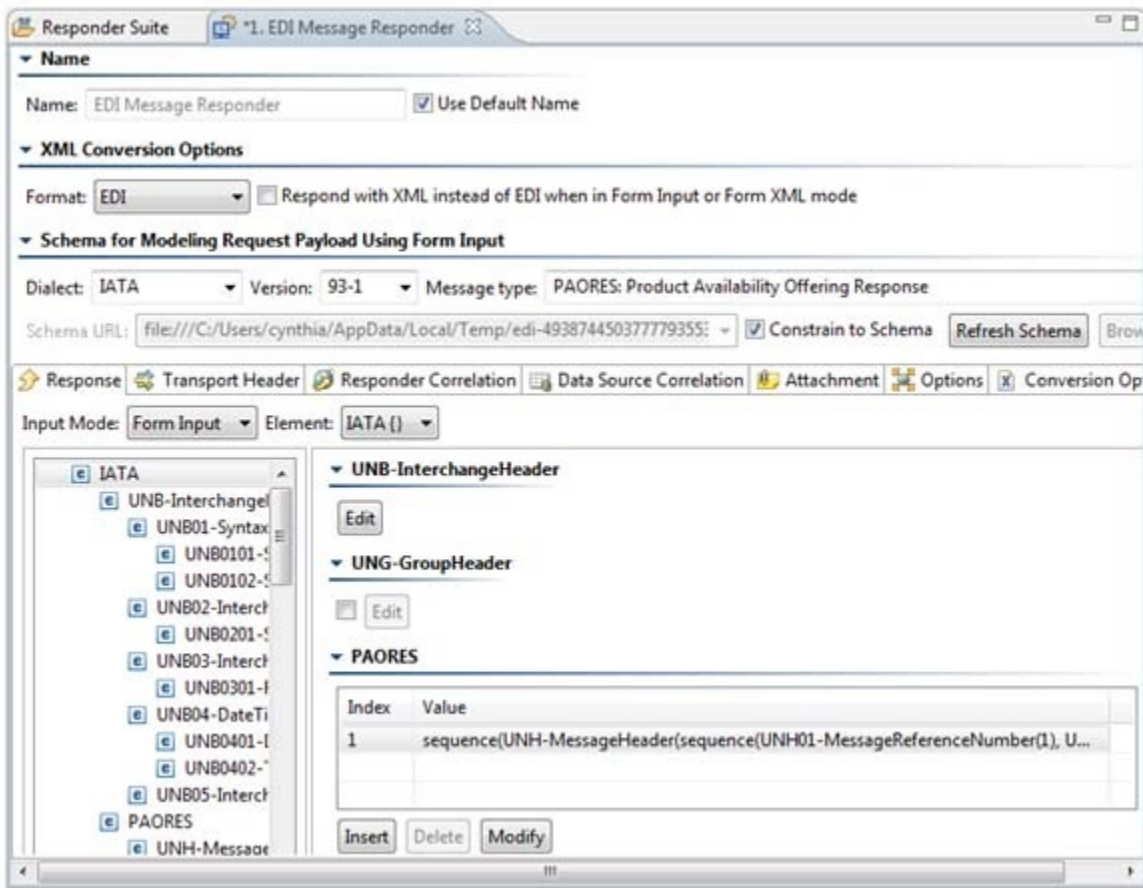 Responder Suite *1. EDI Message Responder
Name
Name: EDI Message Responder Use Default Name
XML Conversion Options
Format: EDI Respond with XML instead of EDI when in Form Input or Form XML mode
Schema for Modeling Request Payload Using Form Input
Dialect: IATA Version: 93-1 Message type: PAORES: Product Availability Offering Response
Schema URL: file:///C:/Users/cynthia/AppData/Local/Temp/edi-493874450377779355 Constrain to Schema Refresh Schema Brow
Response Transport Header Responder Correlation Data Source Correlation Attachment Options Conversion Op
Input Mode: Form Input Element: IATA {}
IATA
UNB-Interchange
UNB01-Syntax
UNB0101-S
UNB0102-S
UNB02-Interch
UNB0201-S
UNB03-Interch
UNB0301-
UNB04-DateTi
UNB0401-
UNB0402-
UNB05-Interch
PAORES
UNH-Message
UNB-InterchangeHeader
Edit
UNG-GroupHeader
Edit
PAORES
Index Value
1 sequence(UNH-MessageHeader(sequence(UNH01-MessageReferenceNumber(1), U...
Insert Delete Modify